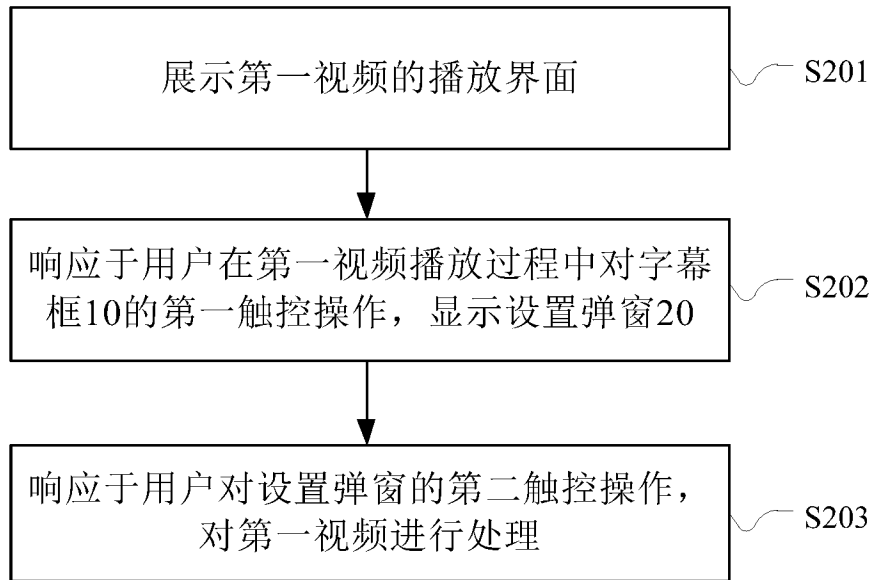 展示第一视频的播放界面
S201
响应于用户在第一视频播放过程中对字幕
框10的第一触控操作，显示设置弹窗20
S202
响应于用户对设置弹窗的第二触控操作，
对第一视频进行处理
S203